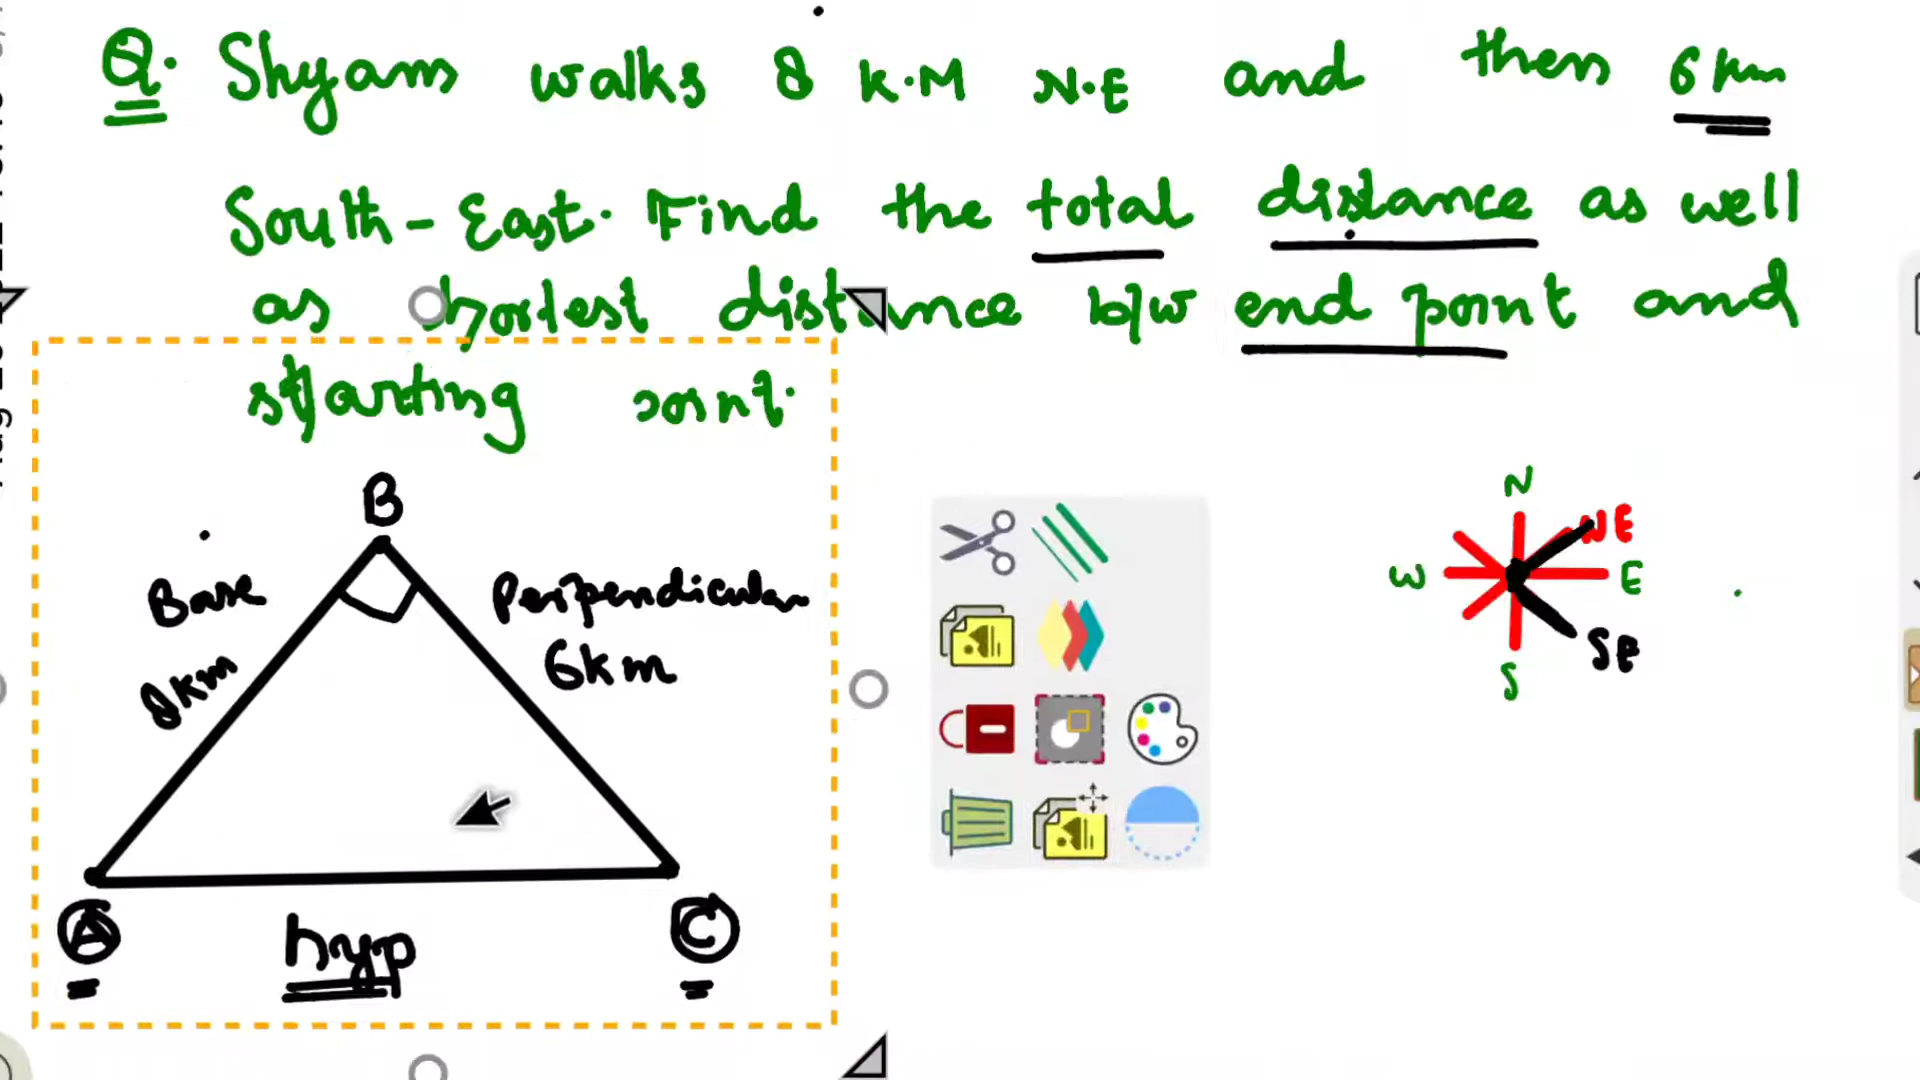 Q. Shyam walks 8 K.M N.E and then 6 km
South-East. Find the total distance as well
as shortest distance b/w end point and
starting point.
B
Base
8km
Perpendicular
6km
A
hyp
C
N
NE
W
E
SE
S